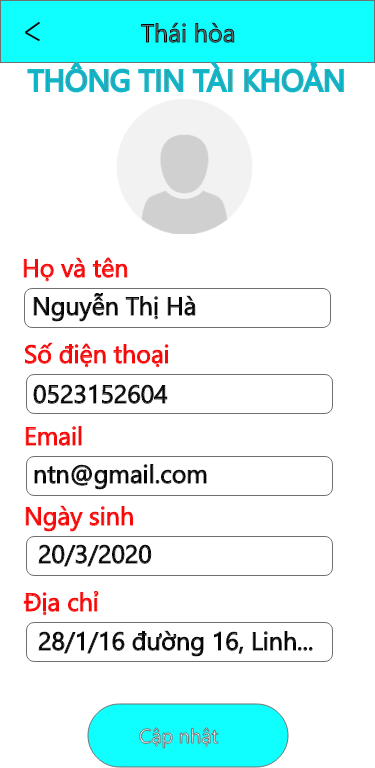 Thái hòa
THÔNG TIN TÀI KHOẢN
Họ và tên
Nguyễn Thị Hà
Số điện thoại
0523152604
Email
ntn@gmail.com
Ngày sinh
20/3/2020
Địa chỉ
28/1/16 đường 16, Linh...
Cập nhật